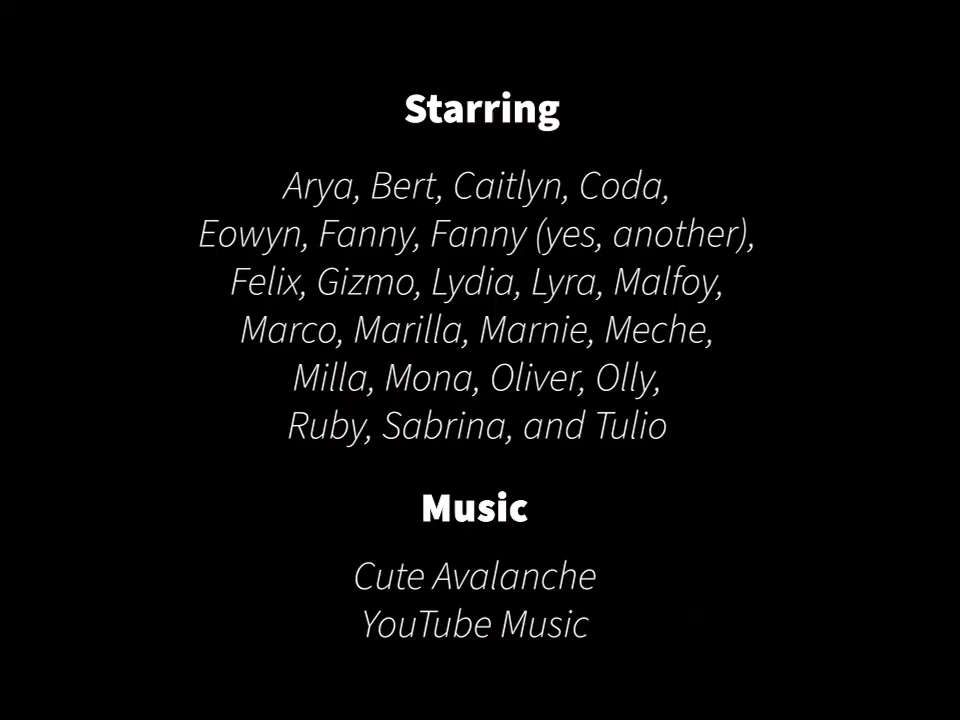 Starring
Arya, Bert, Caitlyn, Coda,
Eowyn, Fanny, Fanny (yes, another),
Felix, Gizmo, Lydia, Lyra, Malfoy,
Marco, Marilla, Marnie, Meche,
Milla, Mona, Oliver, Olly,
Ruby, Sabrina, and Tulio
Music
Cute Avalanche
YouTube Music